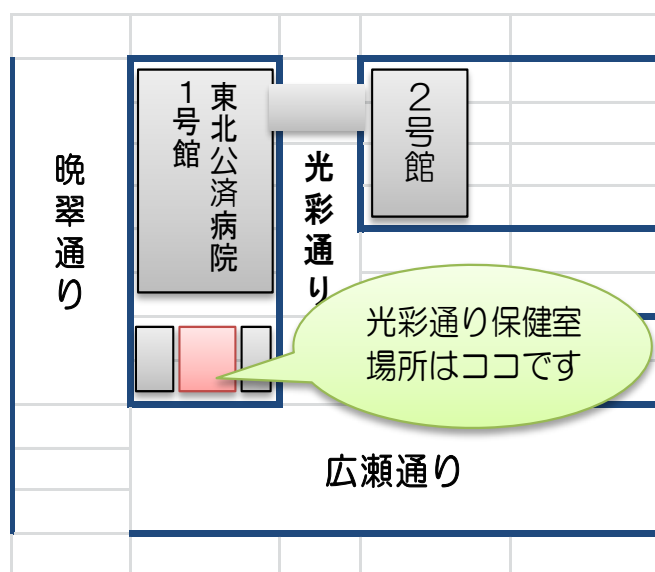 東北公済病院
1号館
2号館
晩翠通り
光彩通り
光彩通り保健室
場所はココです
広瀬通り